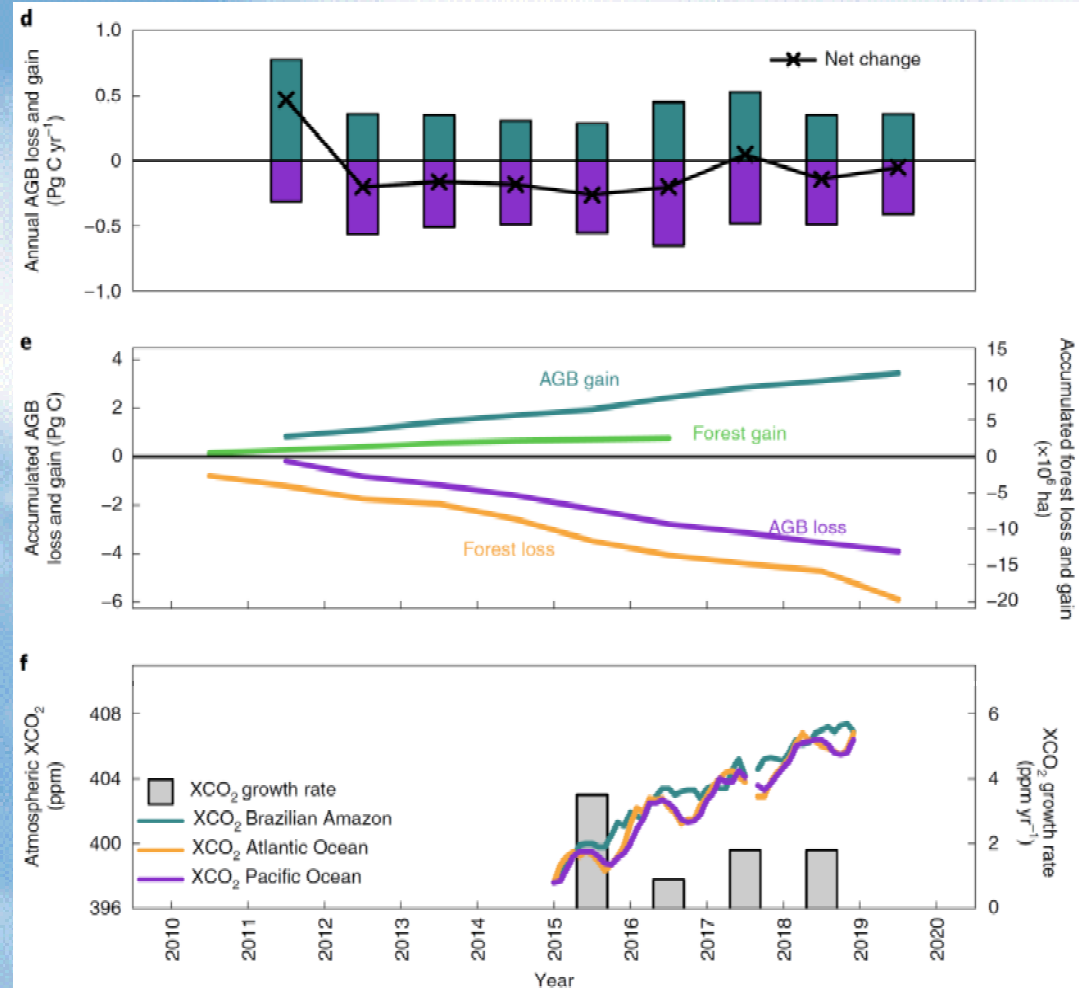 d
Annual AGB loss and gain
(Pg C yr⁻¹)
1.0
0.5
0
−0.5
−1.0
Net change
e
Accumulated AGB
loss and gain (Pg C)
4
2
0
−2
−4
−6
AGB gain
Forest gain
AGB loss
Forest loss
15
10
5
0
−5
−10
−15
−20
Accumulated forest loss and gain
(×10⁶ ha)
f
Atmospheric XCO₂
(ppm)
408
404
400
396
XCO₂ growth rate
XCO₂ Brazilian Amazon
XCO₂ Atlantic Ocean
XCO₂ Pacific Ocean
6
4
2
0
XCO₂ growth rate
(ppm yr⁻¹)
2010
2011
2012
2013
2014
2015
2016
2017
2018
2019
2020
Year